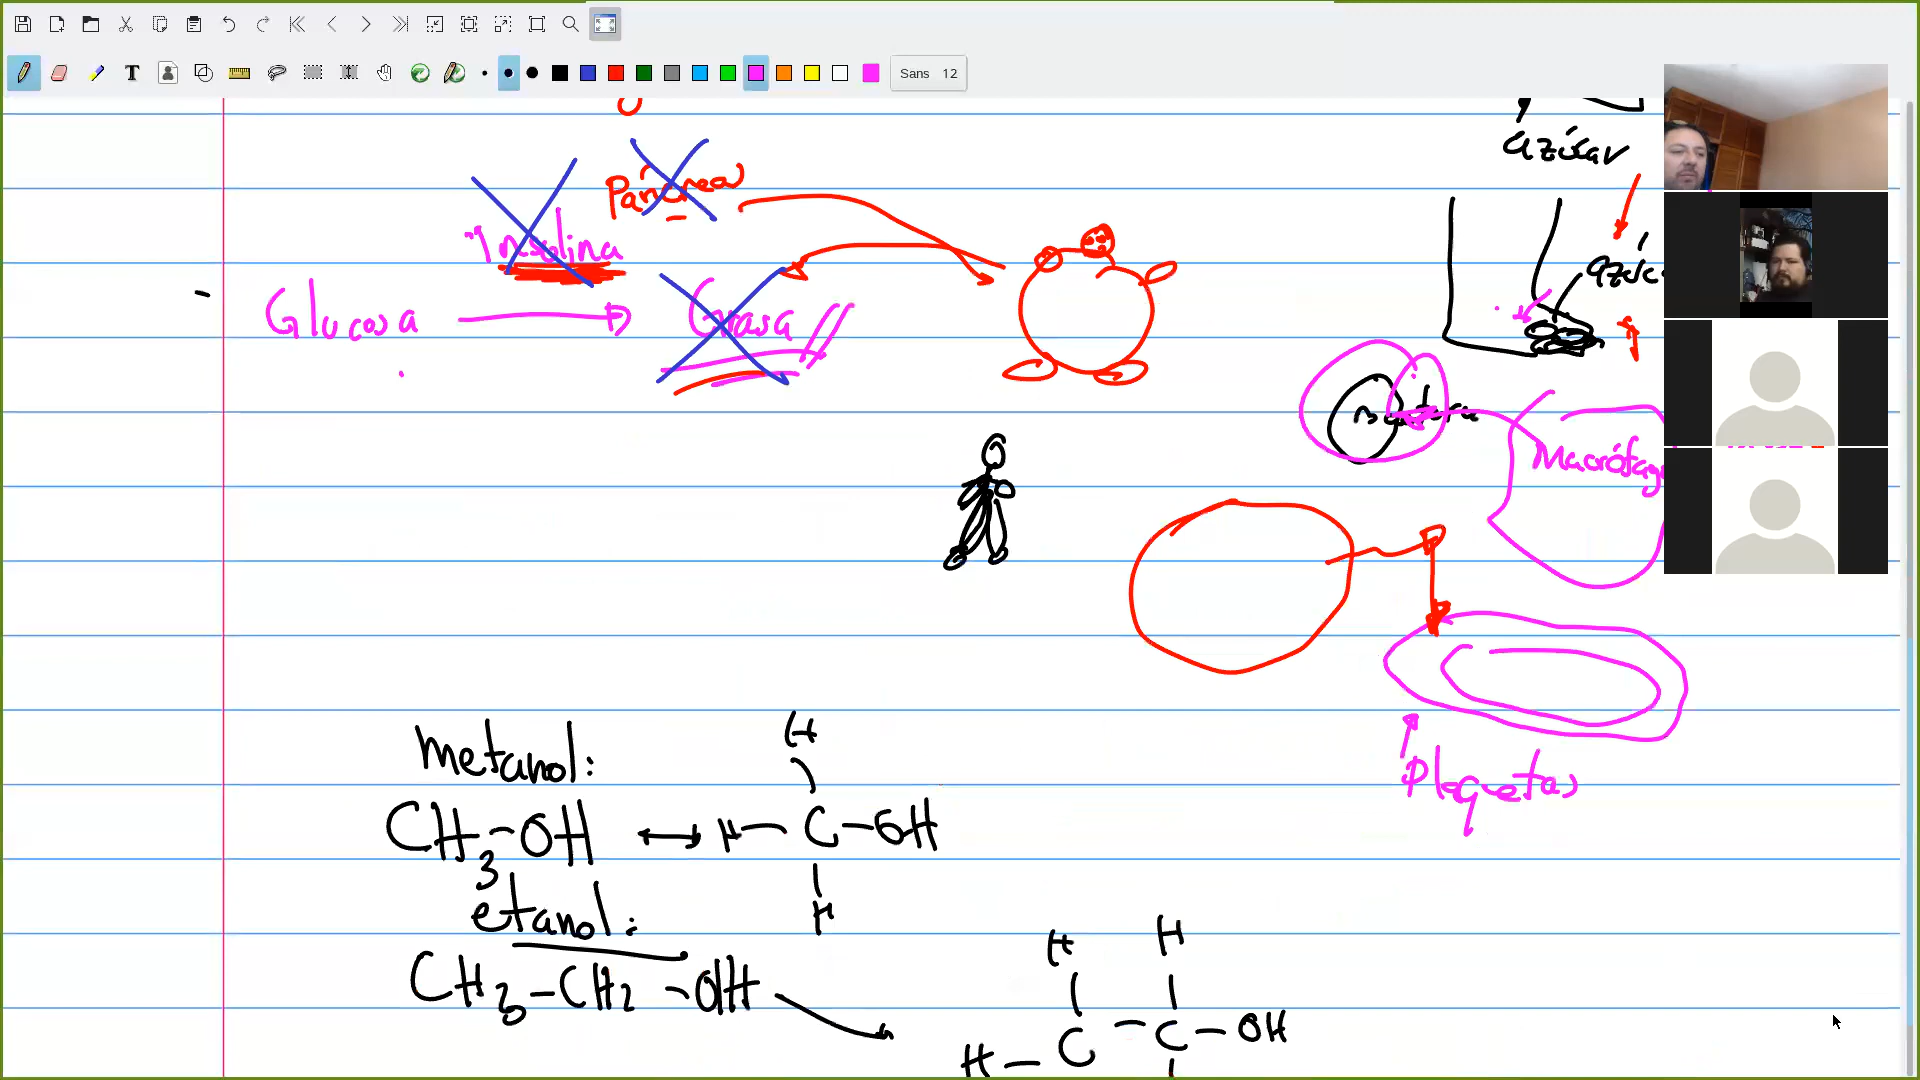 Sans 12
azúcar
Páncreas
Insulina
Glucosa
Grasa
Macrófag
Plaquetas
metanol:
H
CH3-OH ↔ H-C-OH
H
etanol:
H H
CH3-CH2-OH
C-C-OH
H-